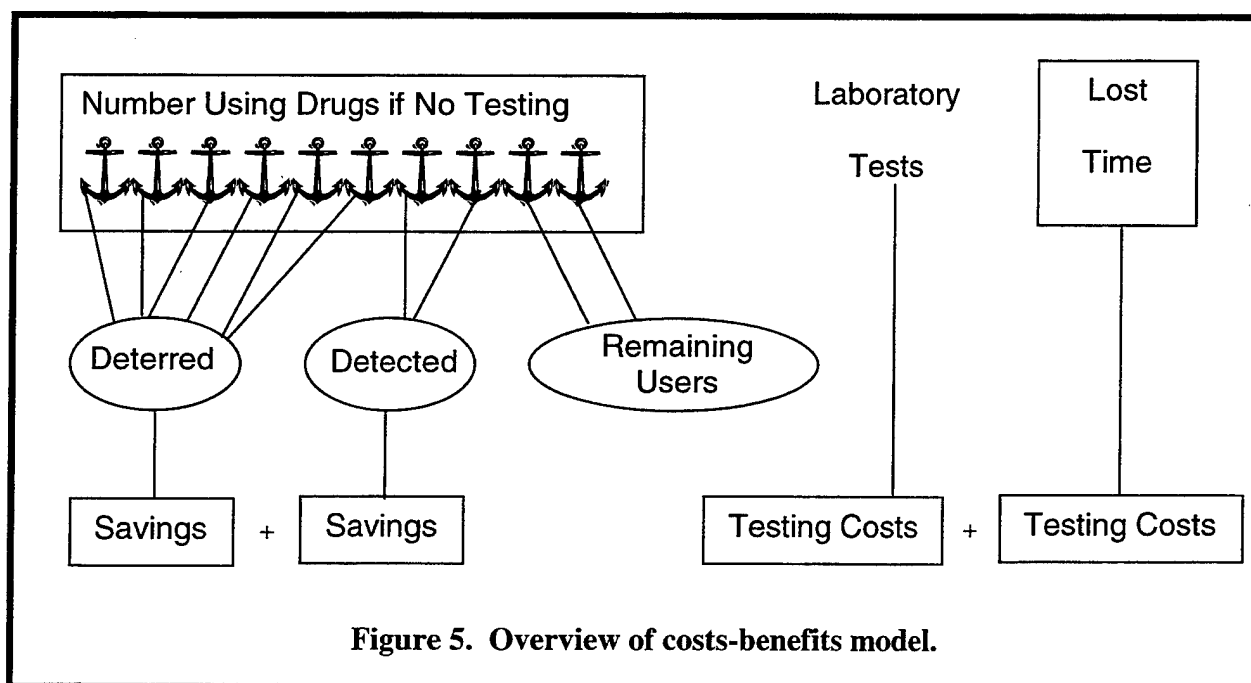 Number Using Drugs if No Testing
Laboratory
Tests
Lost
Time
Deterred
Detected
Remaining
Users
Savings + Savings
Testing Costs + Testing Costs
Figure 5. Overview of costs-benefits model.